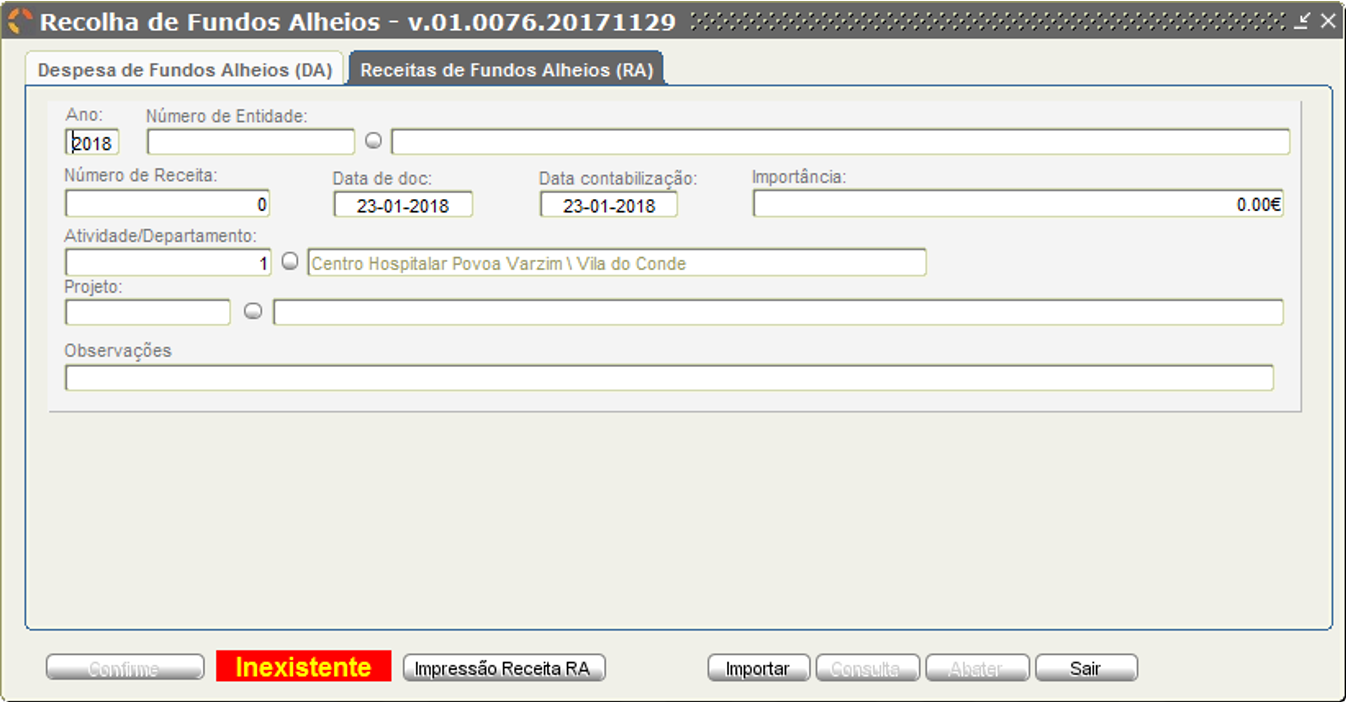 Recolha de Fundos Alheios - v.01.0076.20171129
Despesa de Fundos Alheios (DA) Receitas de Fundos Alheios (RA)
Ano: Número de Entidade:
2018
Número de Receita: Data de doc: Data contabilização: Importância:
0 23-01-2018 23-01-2018 0.00€
Atividade/Departamento:
1 Centro Hospitalar Povoa Varzim \ Vila do Conde
Projeto:
Observações
Confirme Inexistente Impressão Receita RA Importar Consulta Abater Sair